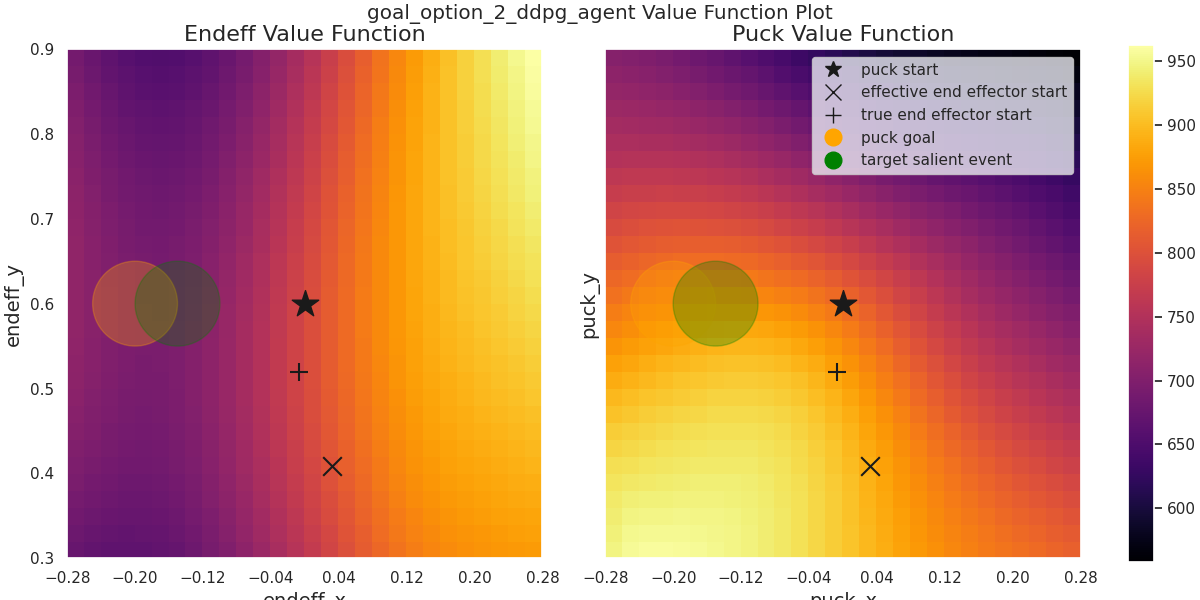 goal_option_2_ddpg_agent Value Function Plot
Endeff Value Function
Puck Value Function
0.9
0.8
0.7
0.6
0.5
0.4
0.3
endeff_y
−0.28 −0.20 −0.12 −0.04 0.04 0.12 0.20 0.28
endeff_x
puck_y
puck start
effective end effector start
true end effector start
puck goal
target salient event
−0.28 −0.20 −0.12 −0.04 0.04 0.12 0.20 0.28
puck_x
950
900
850
800
750
700
650
600